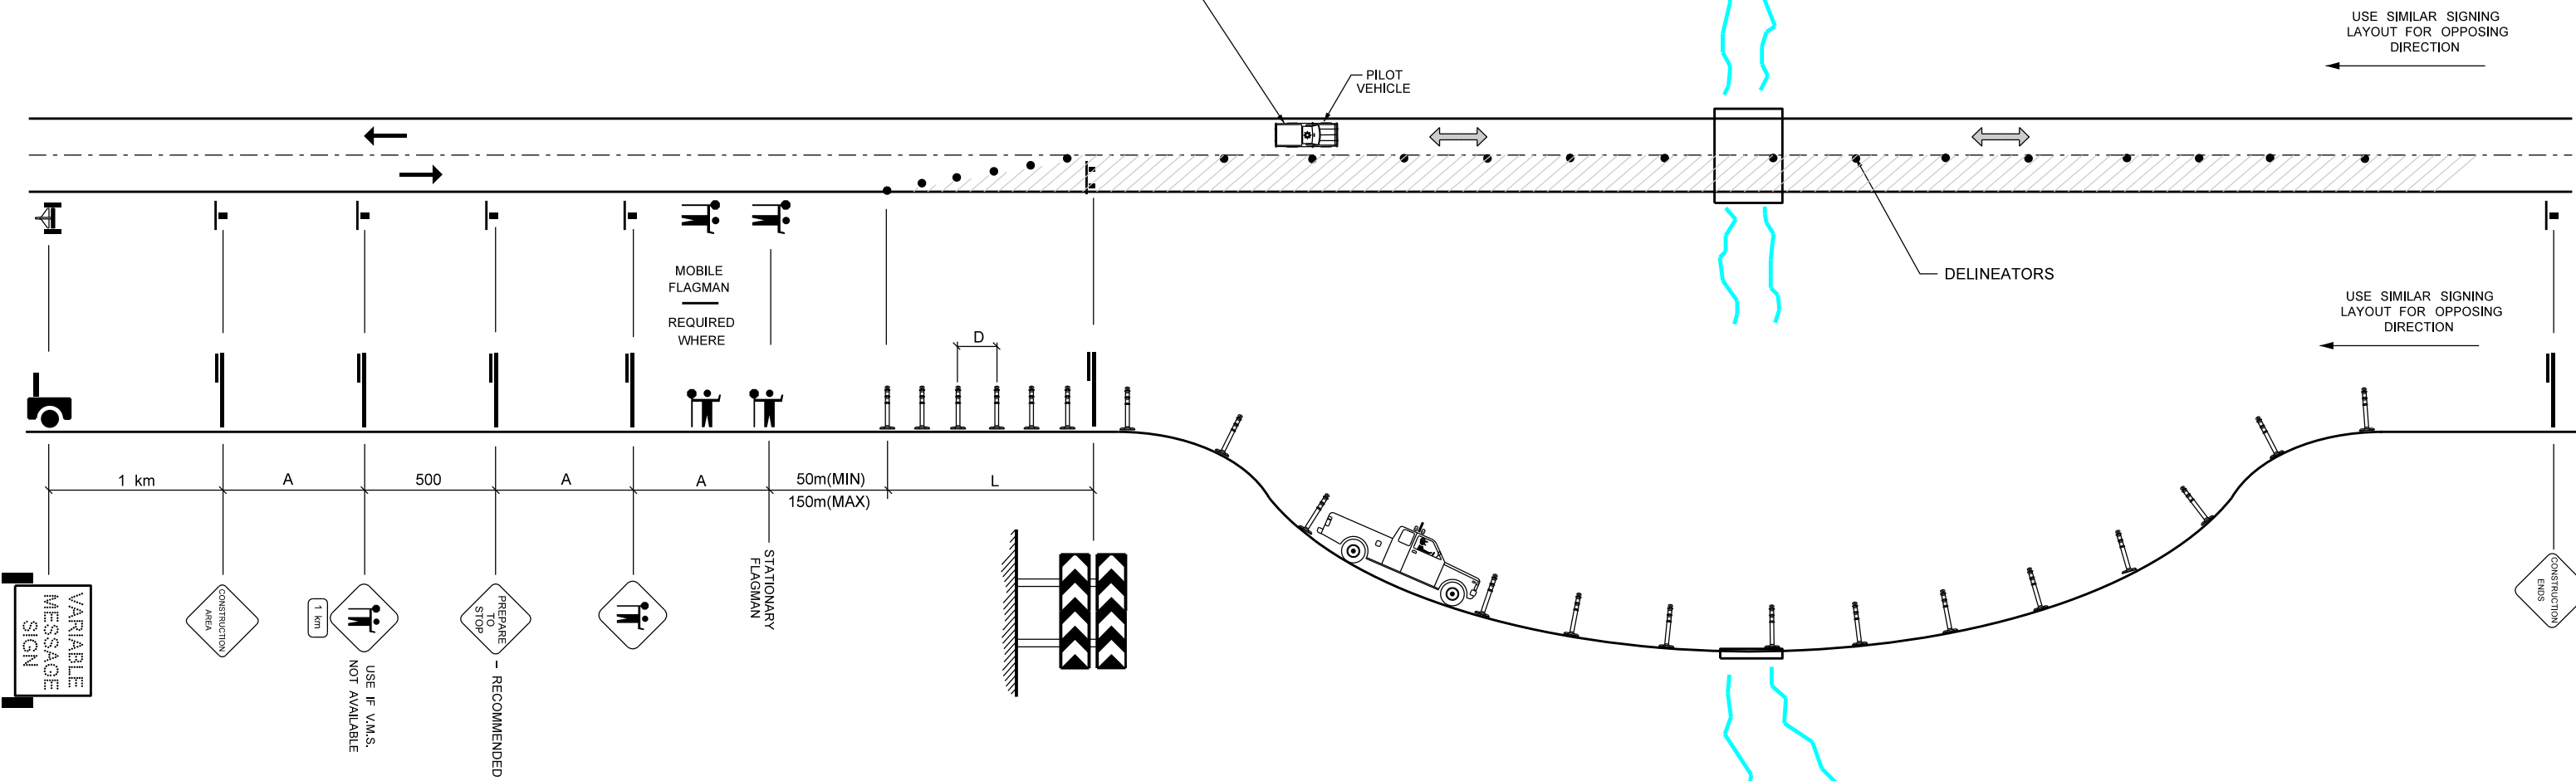 USE SIMILAR SIGNING
LAYOUT FOR OPPOSING
DIRECTION
PILOT
VEHICLE
DELINEATORS
MOBILE
FLAGMAN
REQUIRED
WHERE
USE SIMILAR SIGNING
LAYOUT FOR OPPOSING
DIRECTION
D
1 km
A
500
A
A
50m(MIN)
150m(MAX)
L
VARIABLE
MESSAGE
SIGN
CONSTRUCTION
AREA
1 km
USE IF V.M.S.
NOT AVAILABLE
PREPARE
TO
STOP
- RECOMMENDED
STATIONARY
FLAGMAN
CONSTRUCTION
ENDS